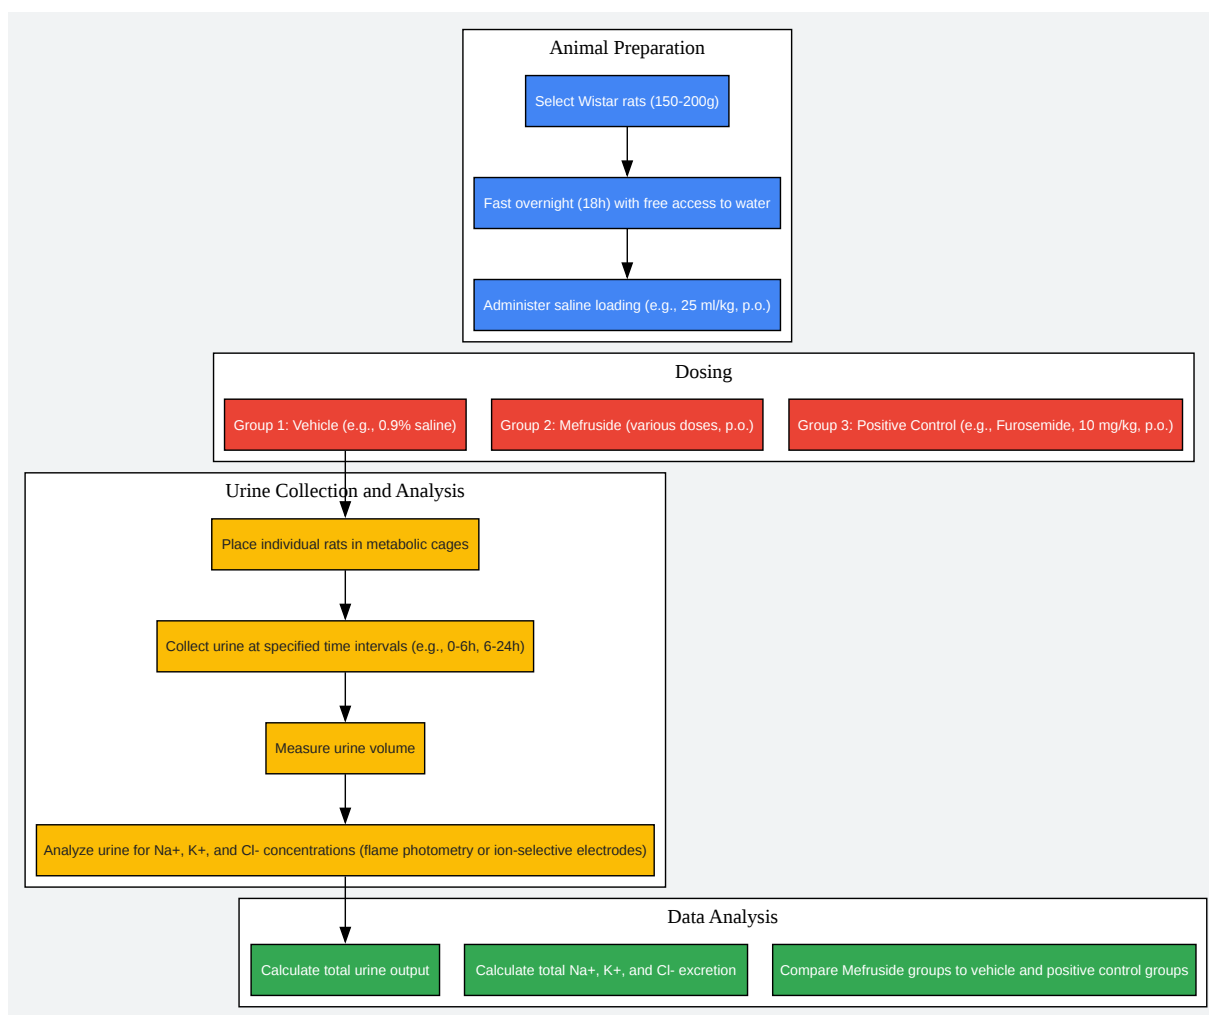 Animal Preparation
Select Wistar rats (150-200g)
Fast overnight (18h) with free access to water
Administer saline loading (e.g., 25 ml/kg, p.o.)
Dosing
Group 1: Vehicle (e.g., 0.9% saline)
Group 2: Mefruside (various doses, p.o.)
Group 3: Positive Control (e.g., Furosemide, 10 mg/kg, p.o.)
Urine Collection and Analysis
Place individual rats in metabolic cages
Collect urine at specified time intervals (e.g., 0-6h, 6-24h)
Measure urine volume
Analyze urine for Na+, K+, and Cl- concentrations (flame photometry or ion-selective electrodes)
Data Analysis
Calculate total urine output
Calculate total Na+, K+, and Cl- excretion
Compare Mefruside groups to vehicle and positive control groups